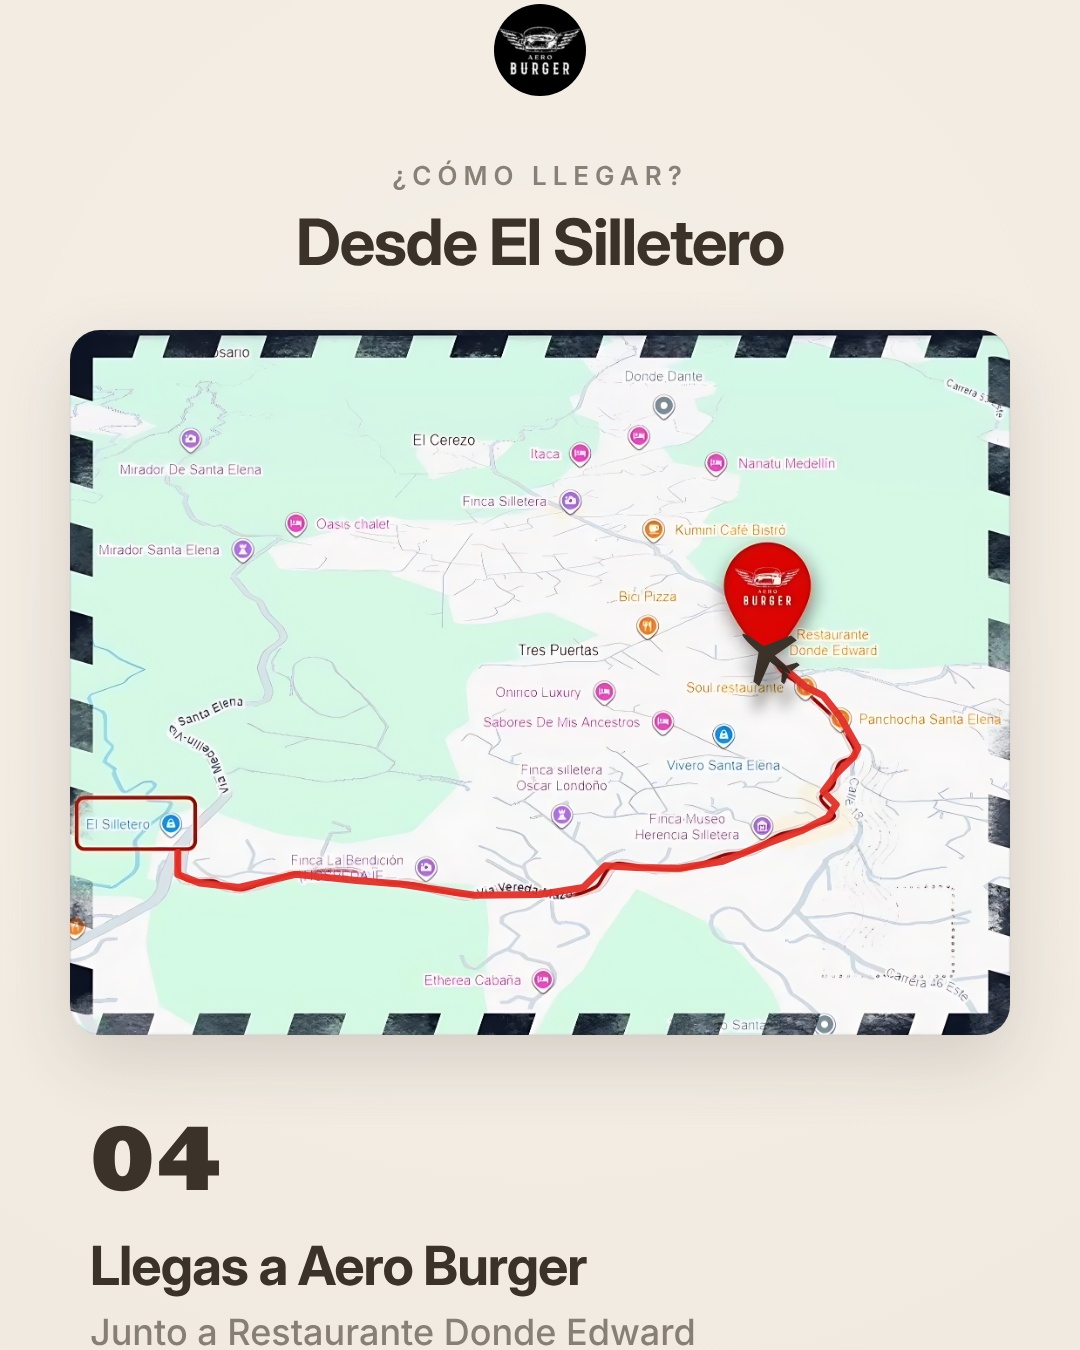 AERO
BURGER
¿CÓMO LLEGAR?
Desde El Silletero
Donde Dante
Carrera 5
El Cerezo
Itaca
Nanatu Medellín
Mirador De Santa Elena
Finca Silletera
Oasis chalet
Kumini Café Bistró
Mirador Santa Elena
AERO
BURGER
Bici Pizza
Restaurante
Donde Edward
Tres Puertas
Soul restaurante
Onirico Luxury
Santa Elena
Sabores De Mis Ancestros
Panchocha Santa Elena
Vía Medellín-
Vivero Santa Elena
Finca silletera
Oscar Londoño
Calle
El Silletero
Finca Museo
Herencia Silletera
Finca La Bendición
Vía Vereda
Etherea Cabaña
Carrera 46 Este
Santa
04
Llegas a Aero Burger
Junto a Restaurante Donde Edward